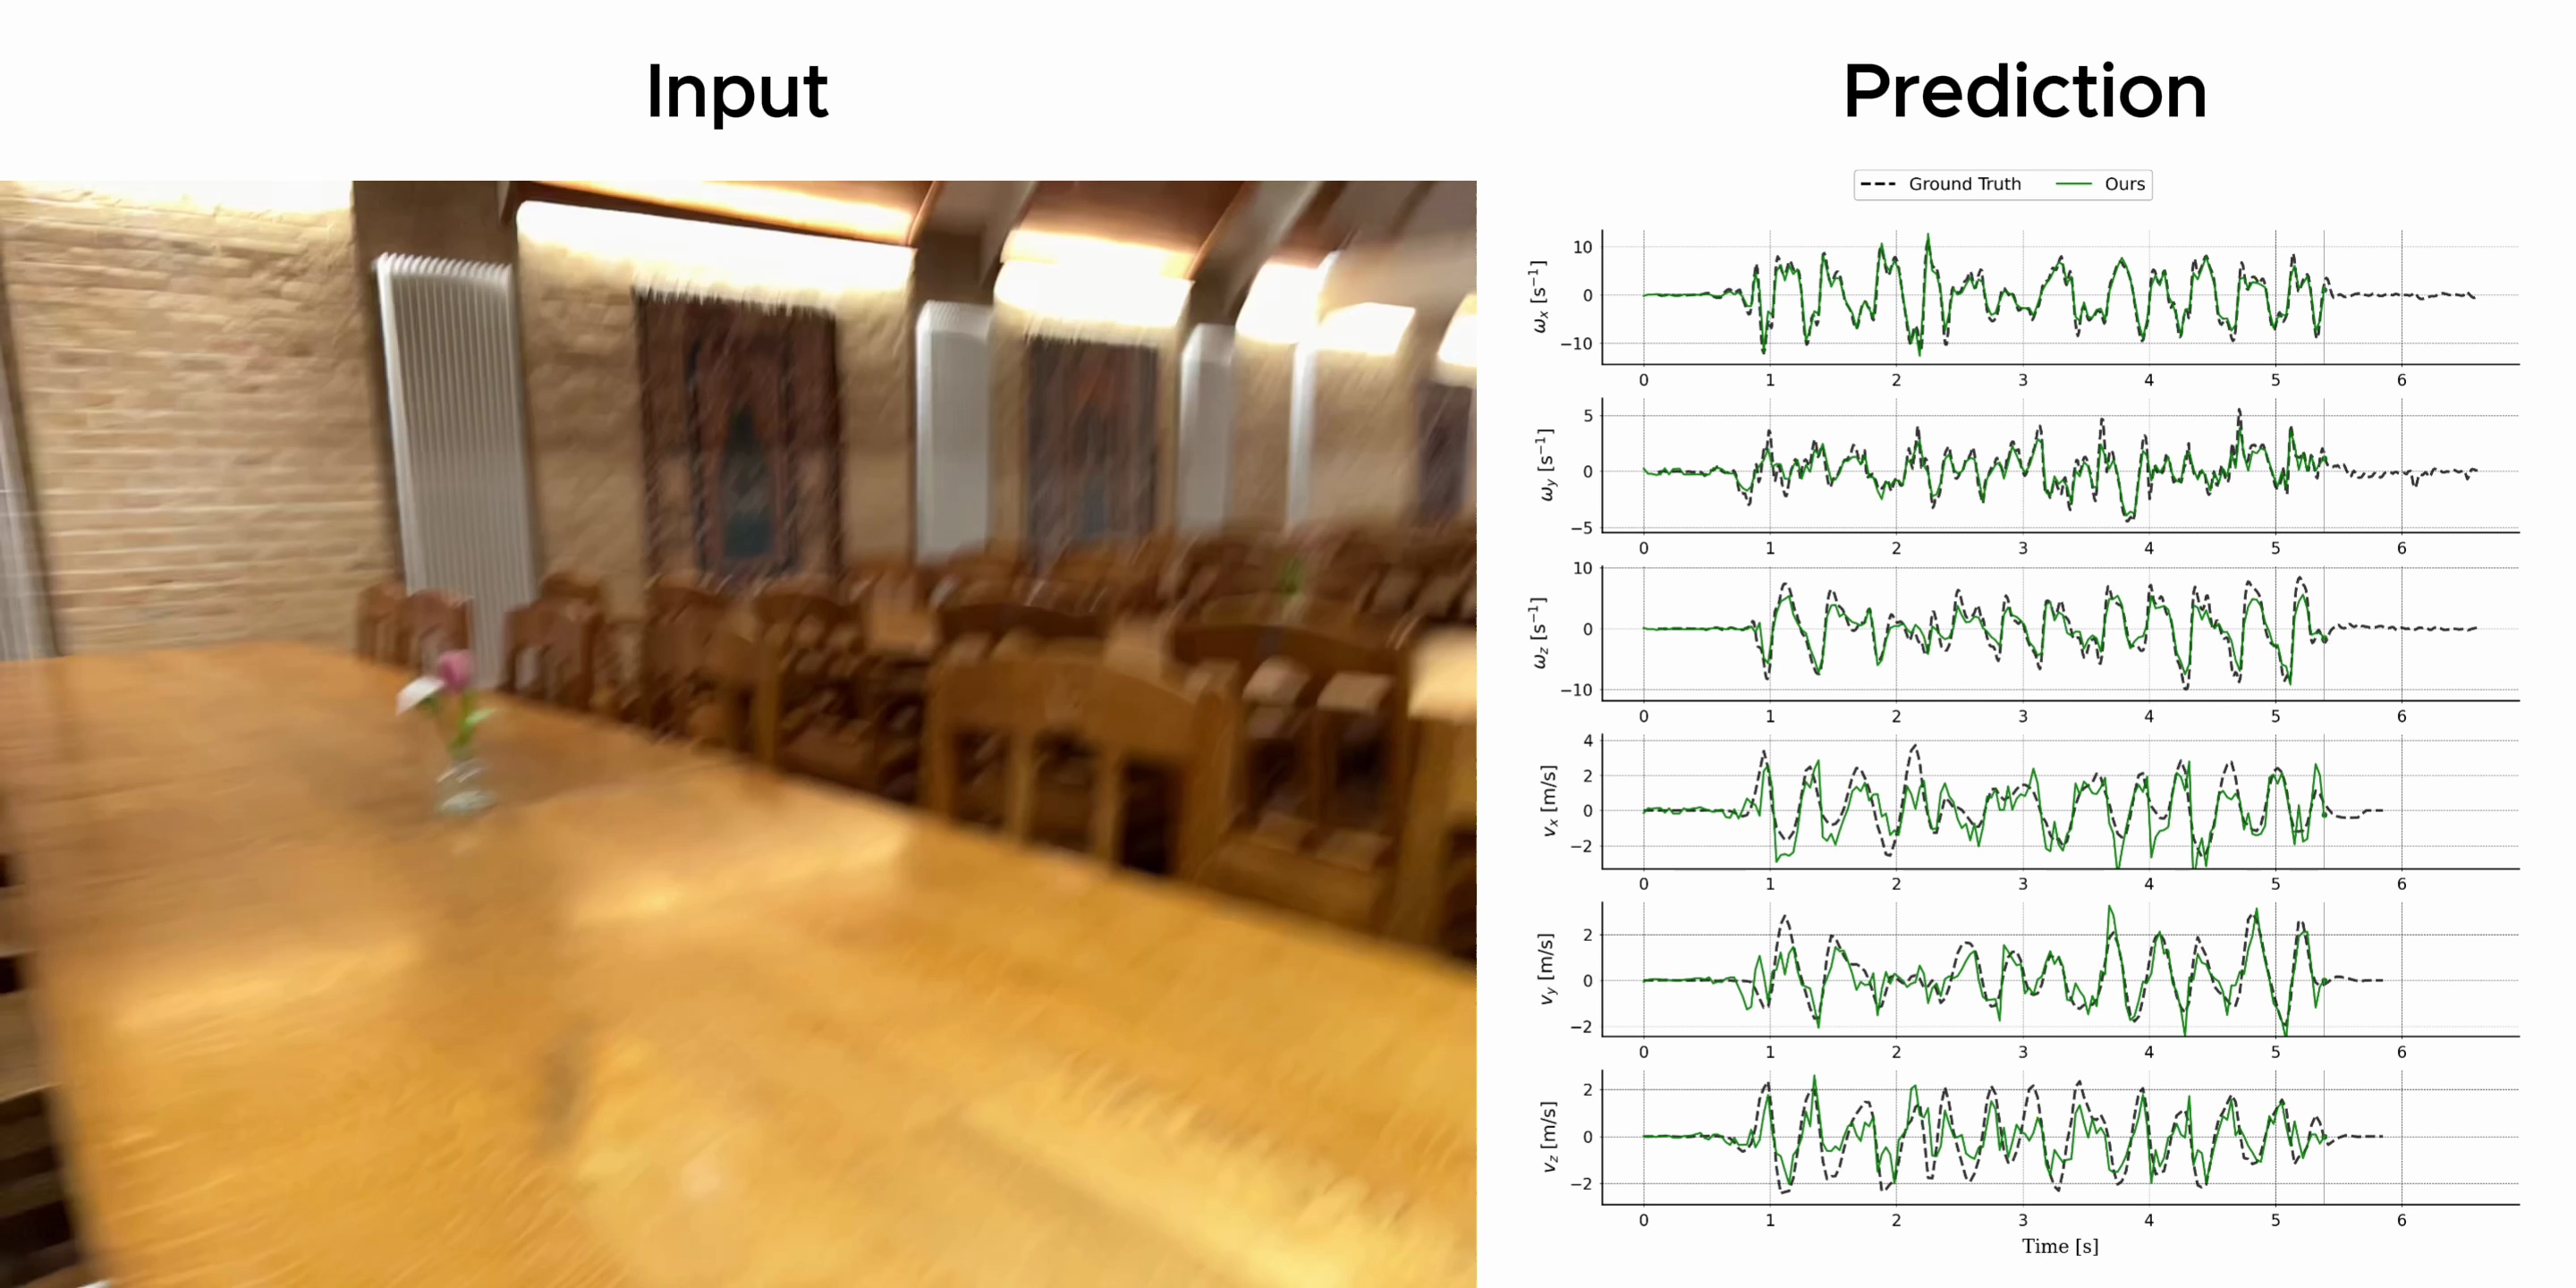 Input
Prediction
Ground Truth Ours
ωx [s⁻¹]
10
0
−10
0 1 2 3 4 5 6
ωy [s⁻¹]
5
0
−5
0 1 2 3 4 5 6
ωz [s⁻¹]
10
0
−10
0 1 2 3 4 5 6
vx [m/s]
4
2
0
−2
0 1 2 3 4 5 6
vy [m/s]
2
0
−2
0 1 2 3 4 5 6
vz [m/s]
2
0
−2
0 1 2 3 4 5 6
Time [s]